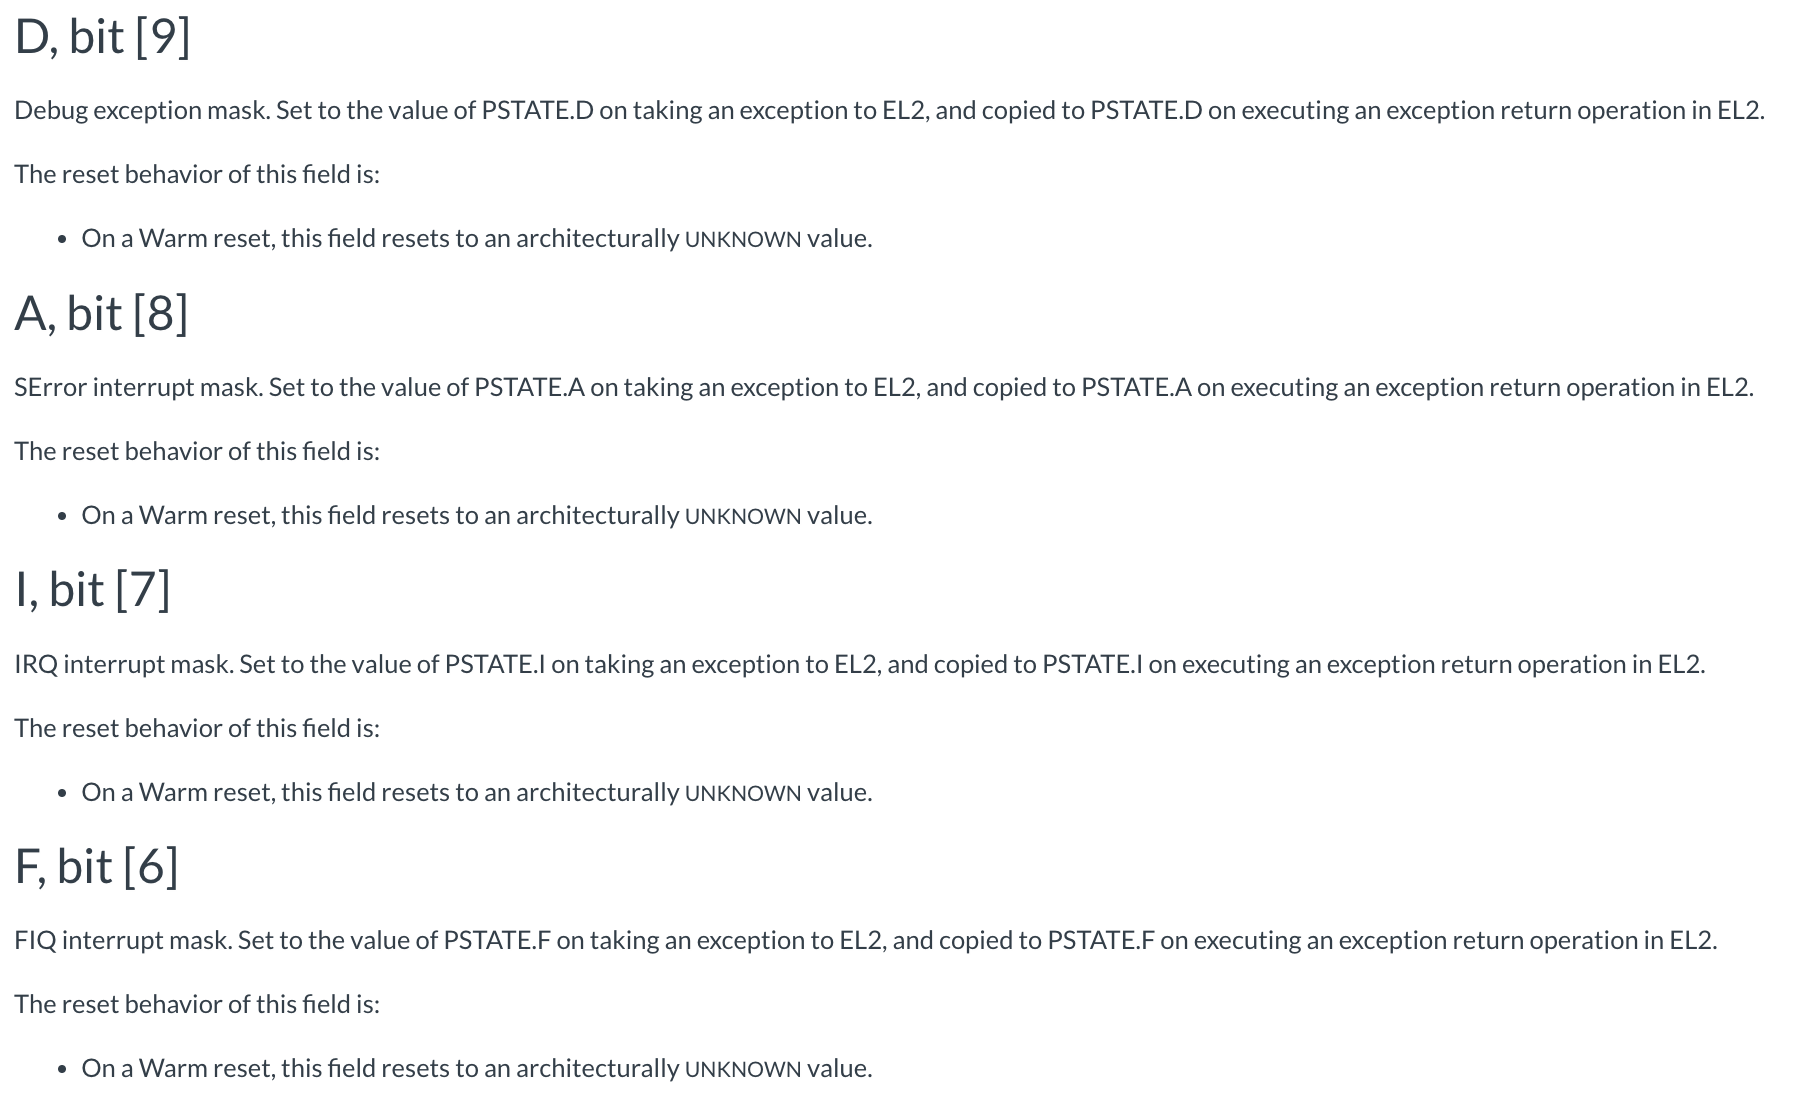 D, bit [9]
Debug exception mask. Set to the value of PSTATE.D on taking an exception to EL2, and copied to PSTATE.D on executing an exception return operation in EL2.
The reset behavior of this field is:
• On a Warm reset, this field resets to an architecturally UNKNOWN value.
A, bit [8]
SError interrupt mask. Set to the value of PSTATE.A on taking an exception to EL2, and copied to PSTATE.A on executing an exception return operation in EL2.
The reset behavior of this field is:
• On a Warm reset, this field resets to an architecturally UNKNOWN value.
I, bit [7]
IRQ interrupt mask. Set to the value of PSTATE.I on taking an exception to EL2, and copied to PSTATE.I on executing an exception return operation in EL2.
The reset behavior of this field is:
• On a Warm reset, this field resets to an architecturally UNKNOWN value.
F, bit [6]
FIQ interrupt mask. Set to the value of PSTATE.F on taking an exception to EL2, and copied to PSTATE.F on executing an exception return operation in EL2.
The reset behavior of this field is:
• On a Warm reset, this field resets to an architecturally UNKNOWN value.